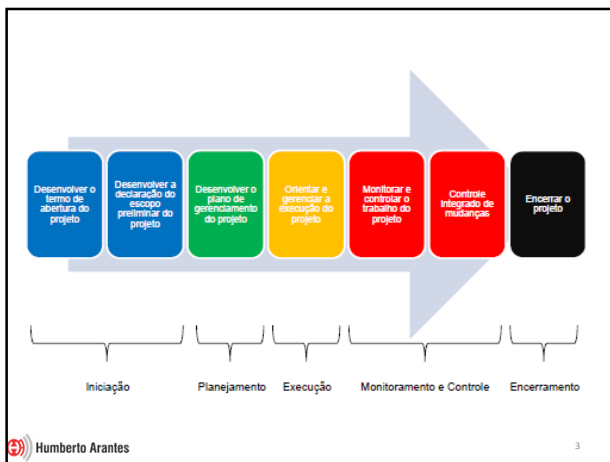 Desenvolver o
termo de
abertura do
projeto
Desenvolver a
declaração do
escopo
preliminar do
projeto
Desenvolver o
plano de
gerenciamento
do projeto
Orientar e
gerenciar a
execução do
projeto
Monitorar e
controlar o
trabalho do
projeto
Controle
integrado de
mudanças
Encerrar o
projeto
Iniciação
Planejamento
Execução
Monitoramento e Controle
Encerramento
Humberto Arantes
3